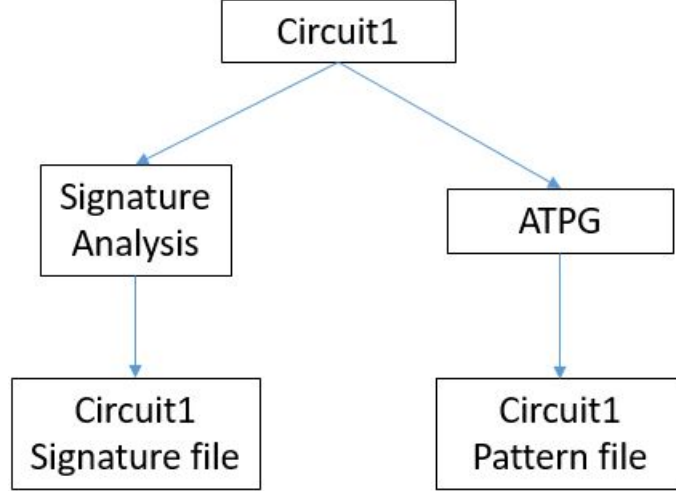 Circuit1
Signature
Analysis
ATPG
Circuit1
Signature file
Circuit1
Pattern file